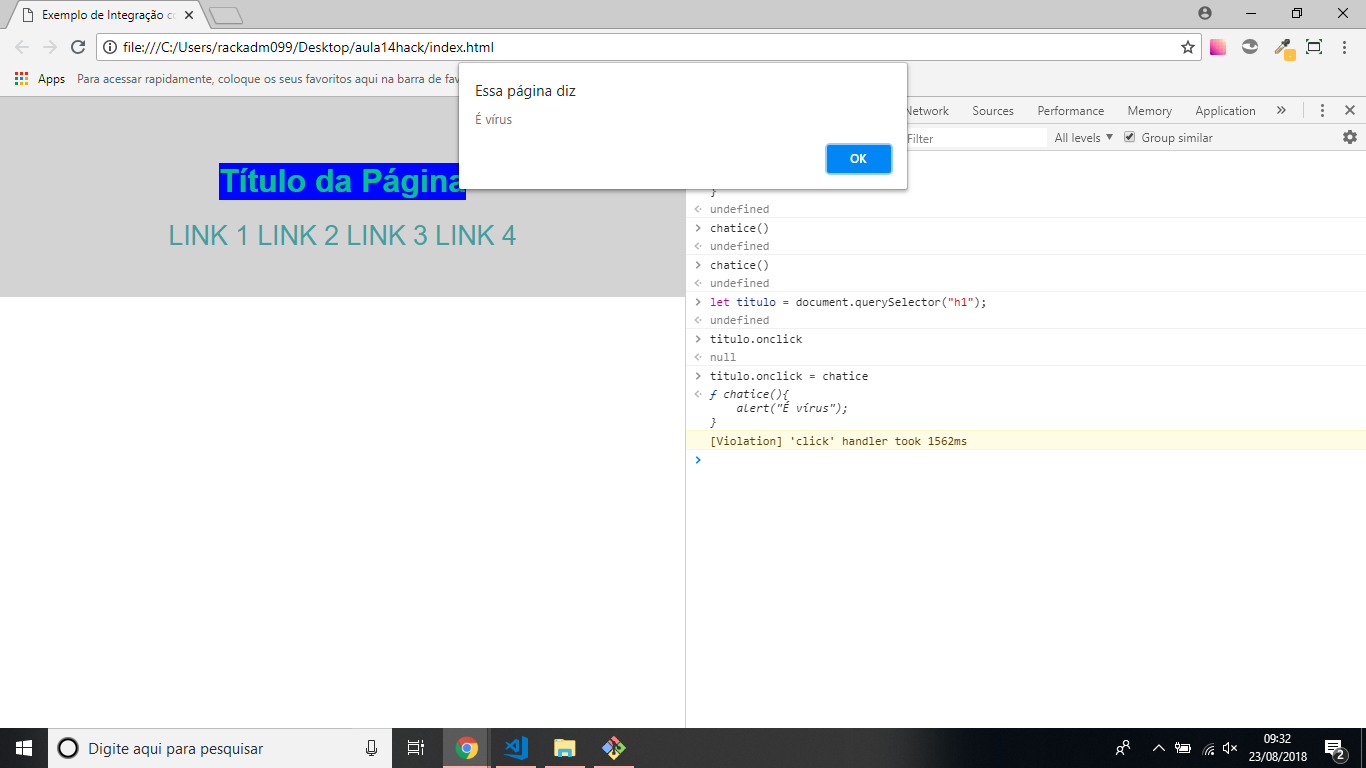 Exemplo de Integração co
file:///C:/Users/rackadm099/Desktop/aula14hack/index.html
Apps Para acessar rapidamente, coloque os seus favoritos aqui na barra de fav
Essa página diz
É vírus
OK
Network Sources Performance Memory Application
Filter All levels Group similar
Título da Página
LINK 1 LINK 2 LINK 3 LINK 4
}
undefined
chatice()
undefined
chatice()
undefined
let titulo = document.querySelector("h1");
undefined
titulo.onclick
null
titulo.onclick = chatice
ƒ chatice(){
alert("É vírus");
}
[Violation] 'click' handler took 1562ms
Digite aqui para pesquisar
09:32
23/08/2018
2